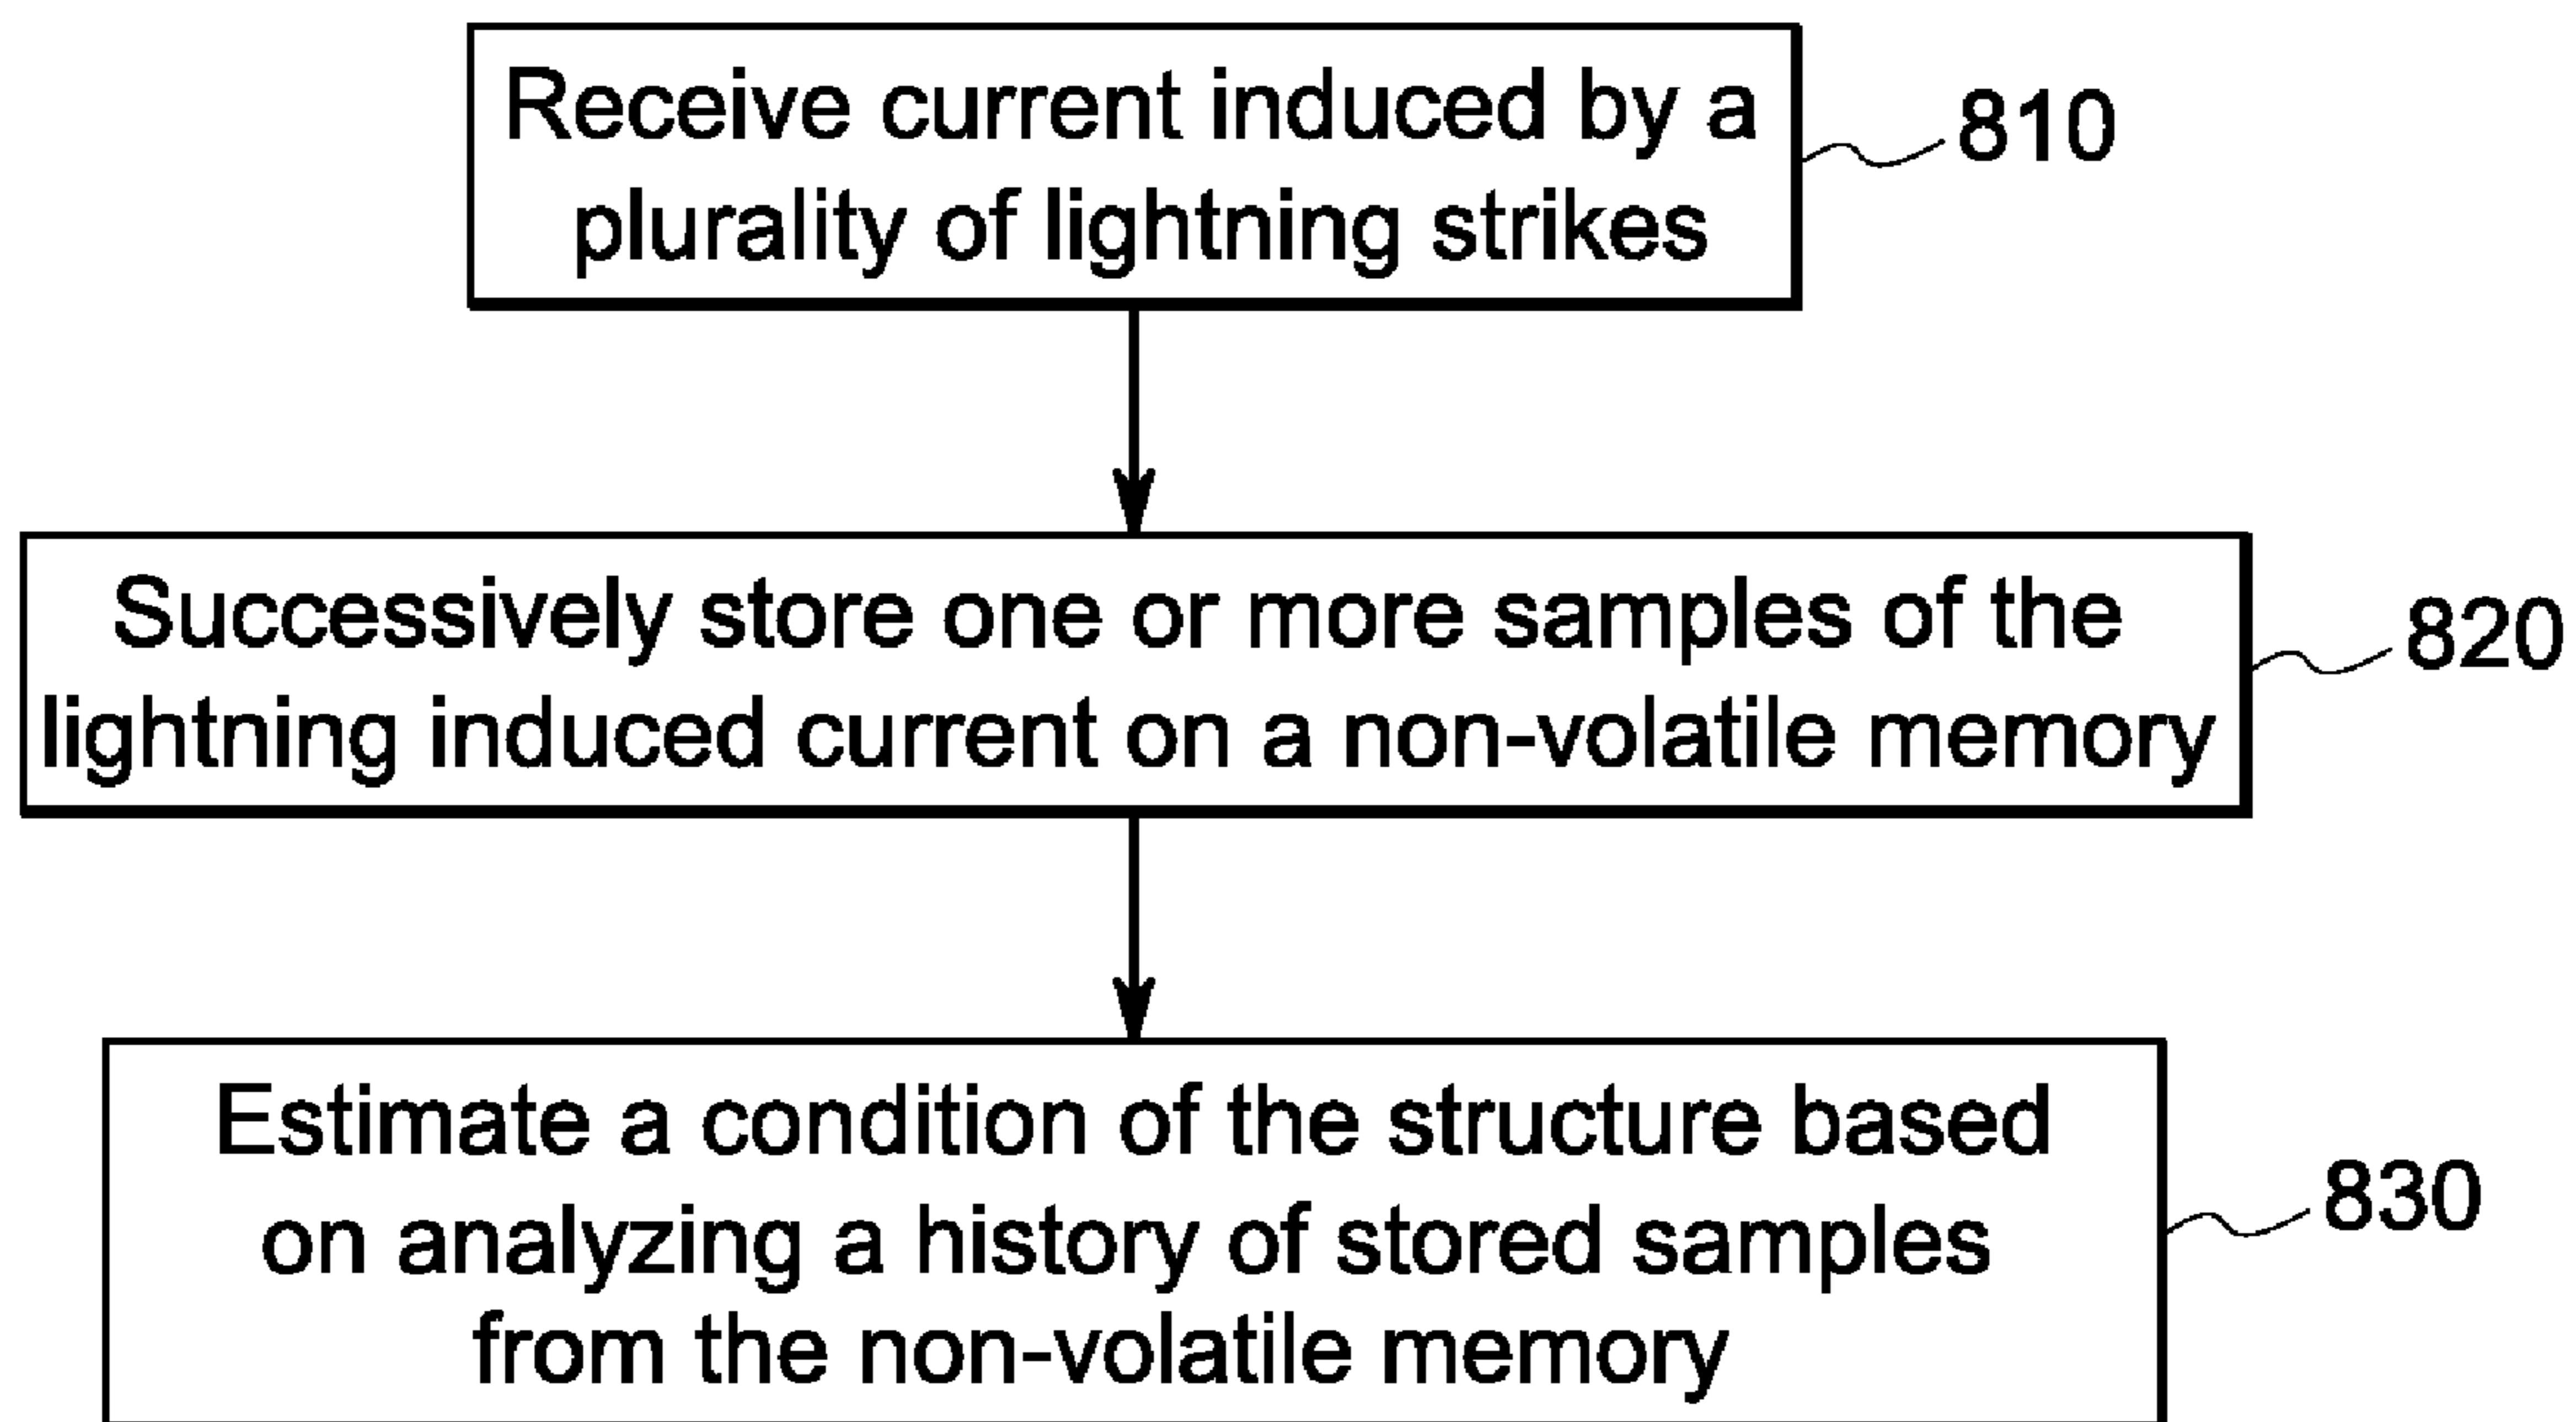 Receive current induced by a
plurality of lightning strikes
810
Successively store one or more samples of the
lightning induced current on a non-volatile memory
820
Estimate a condition of the structure based
on analyzing a history of stored samples
from the non-volatile memory
830